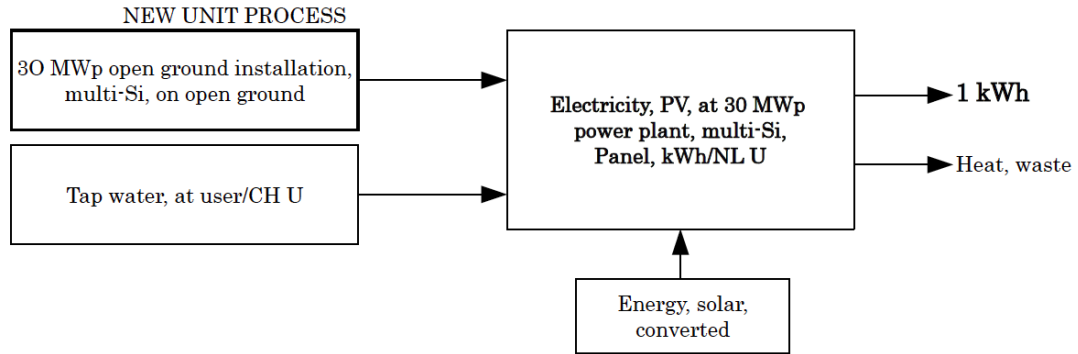 NEW UNIT PROCESS
3O MWp open ground installation,
multi-Si, on open ground
Tap water, at user/CH U
Electricity, PV, at 30 MWp
power plant, multi-Si,
Panel, kWh/NL U
1 kWh
Heat, waste
Energy, solar,
converted